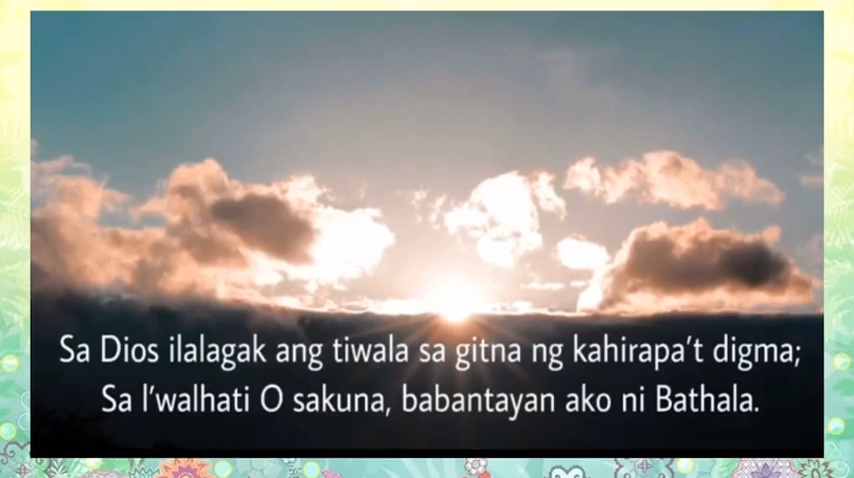 Sa Dios ilalagak ang tiwala sa gitna ng kahirapa't digma;
Sa l'walhati O sakuna, babantayan ako ni Bathala.